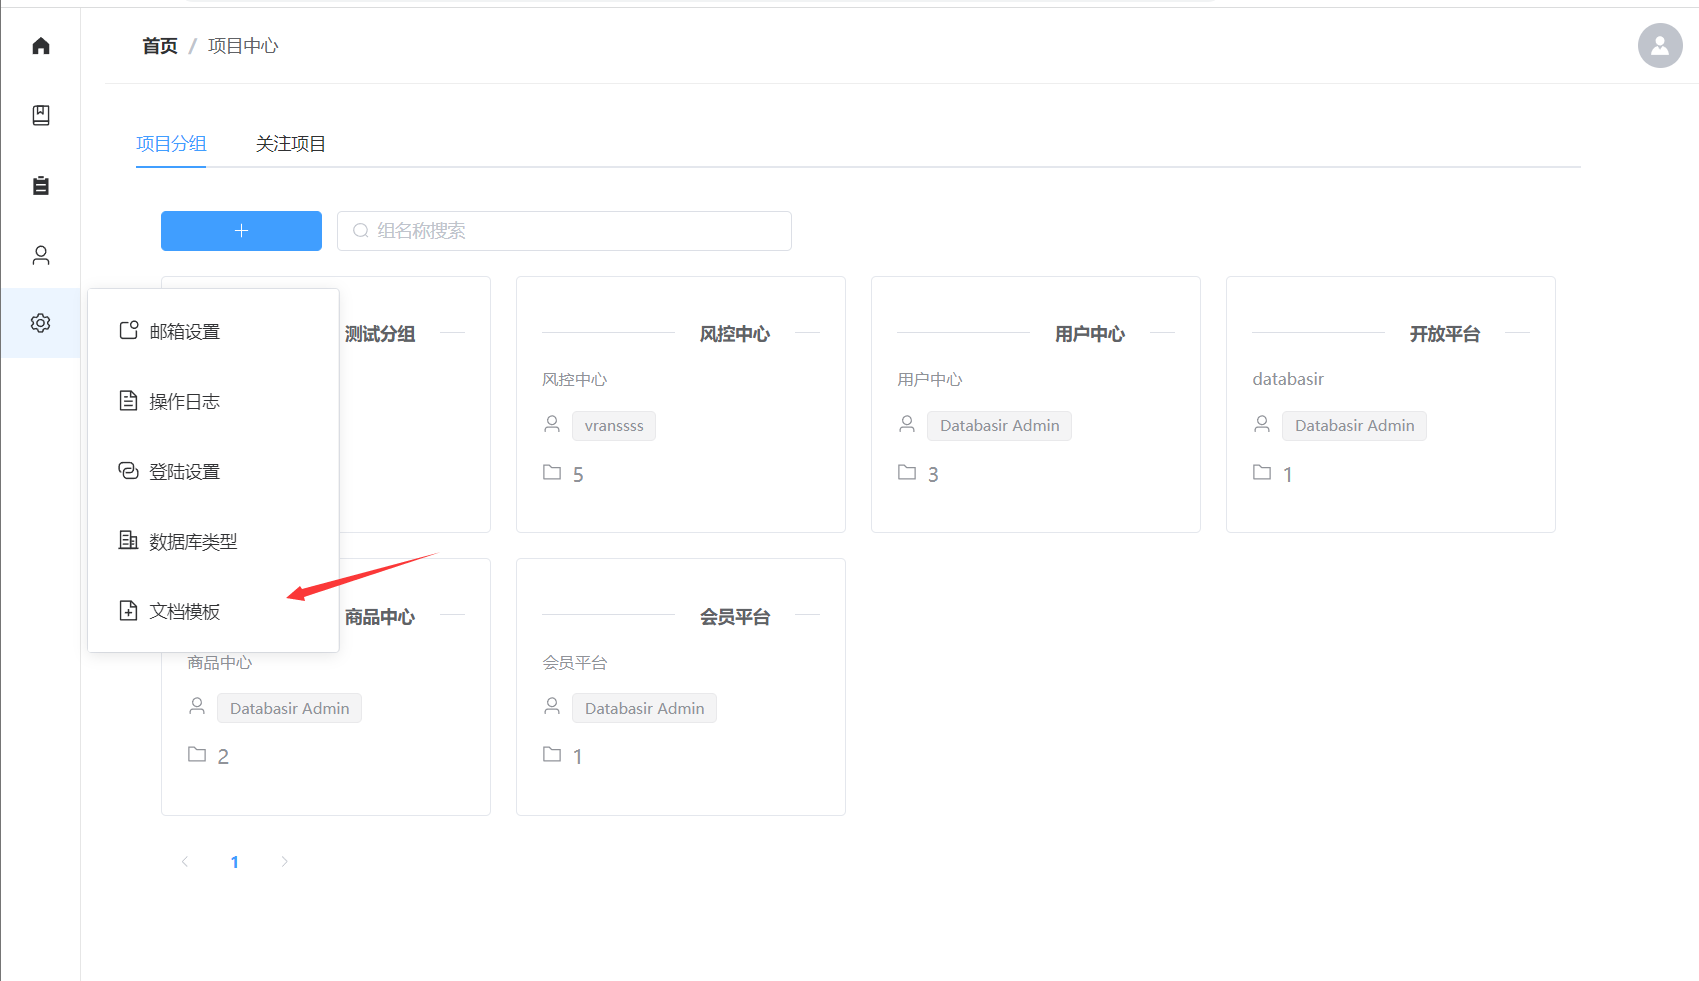 首页 / 项目中心
项目分组 关注项目
+ 组名称搜索
邮箱设置
操作日志
登陆设置
数据库类型
文档模板
测试分组
风控中心
风控中心
vranssss
5
用户中心
用户中心
Databasir Admin
3
开放平台
databasir
Databasir Admin
1
商品中心
商品中心
Databasir Admin
2
会员平台
会员平台
Databasir Admin
1
< 1 >